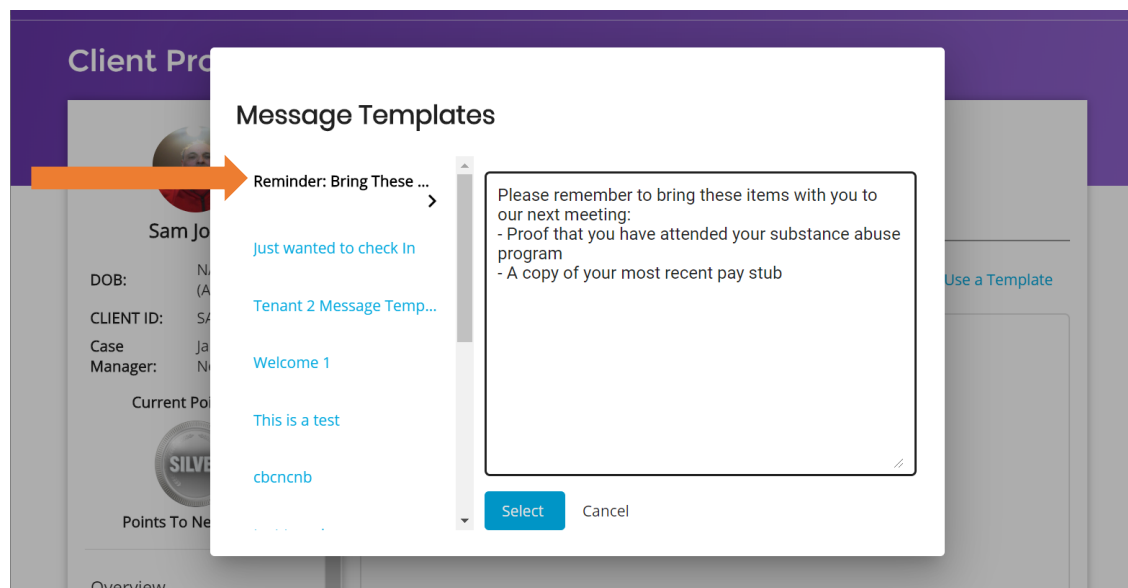 Client Pro
Message Templates
Reminder: Bring These ...
Just wanted to check In
Tenant 2 Message Temp...
Welcome 1
This is a test
cbcncnb
Please remember to bring these items with you to
our next meeting:
- Proof that you have attended your substance abuse
program
- A copy of your most recent pay stub
Select
Cancel
Sam Jo
DOB:
(A
CLIENT ID:
SA
Case
Manager:
Ja
Current Poi
SILVE
Points To Ne
Overview
Use a Template